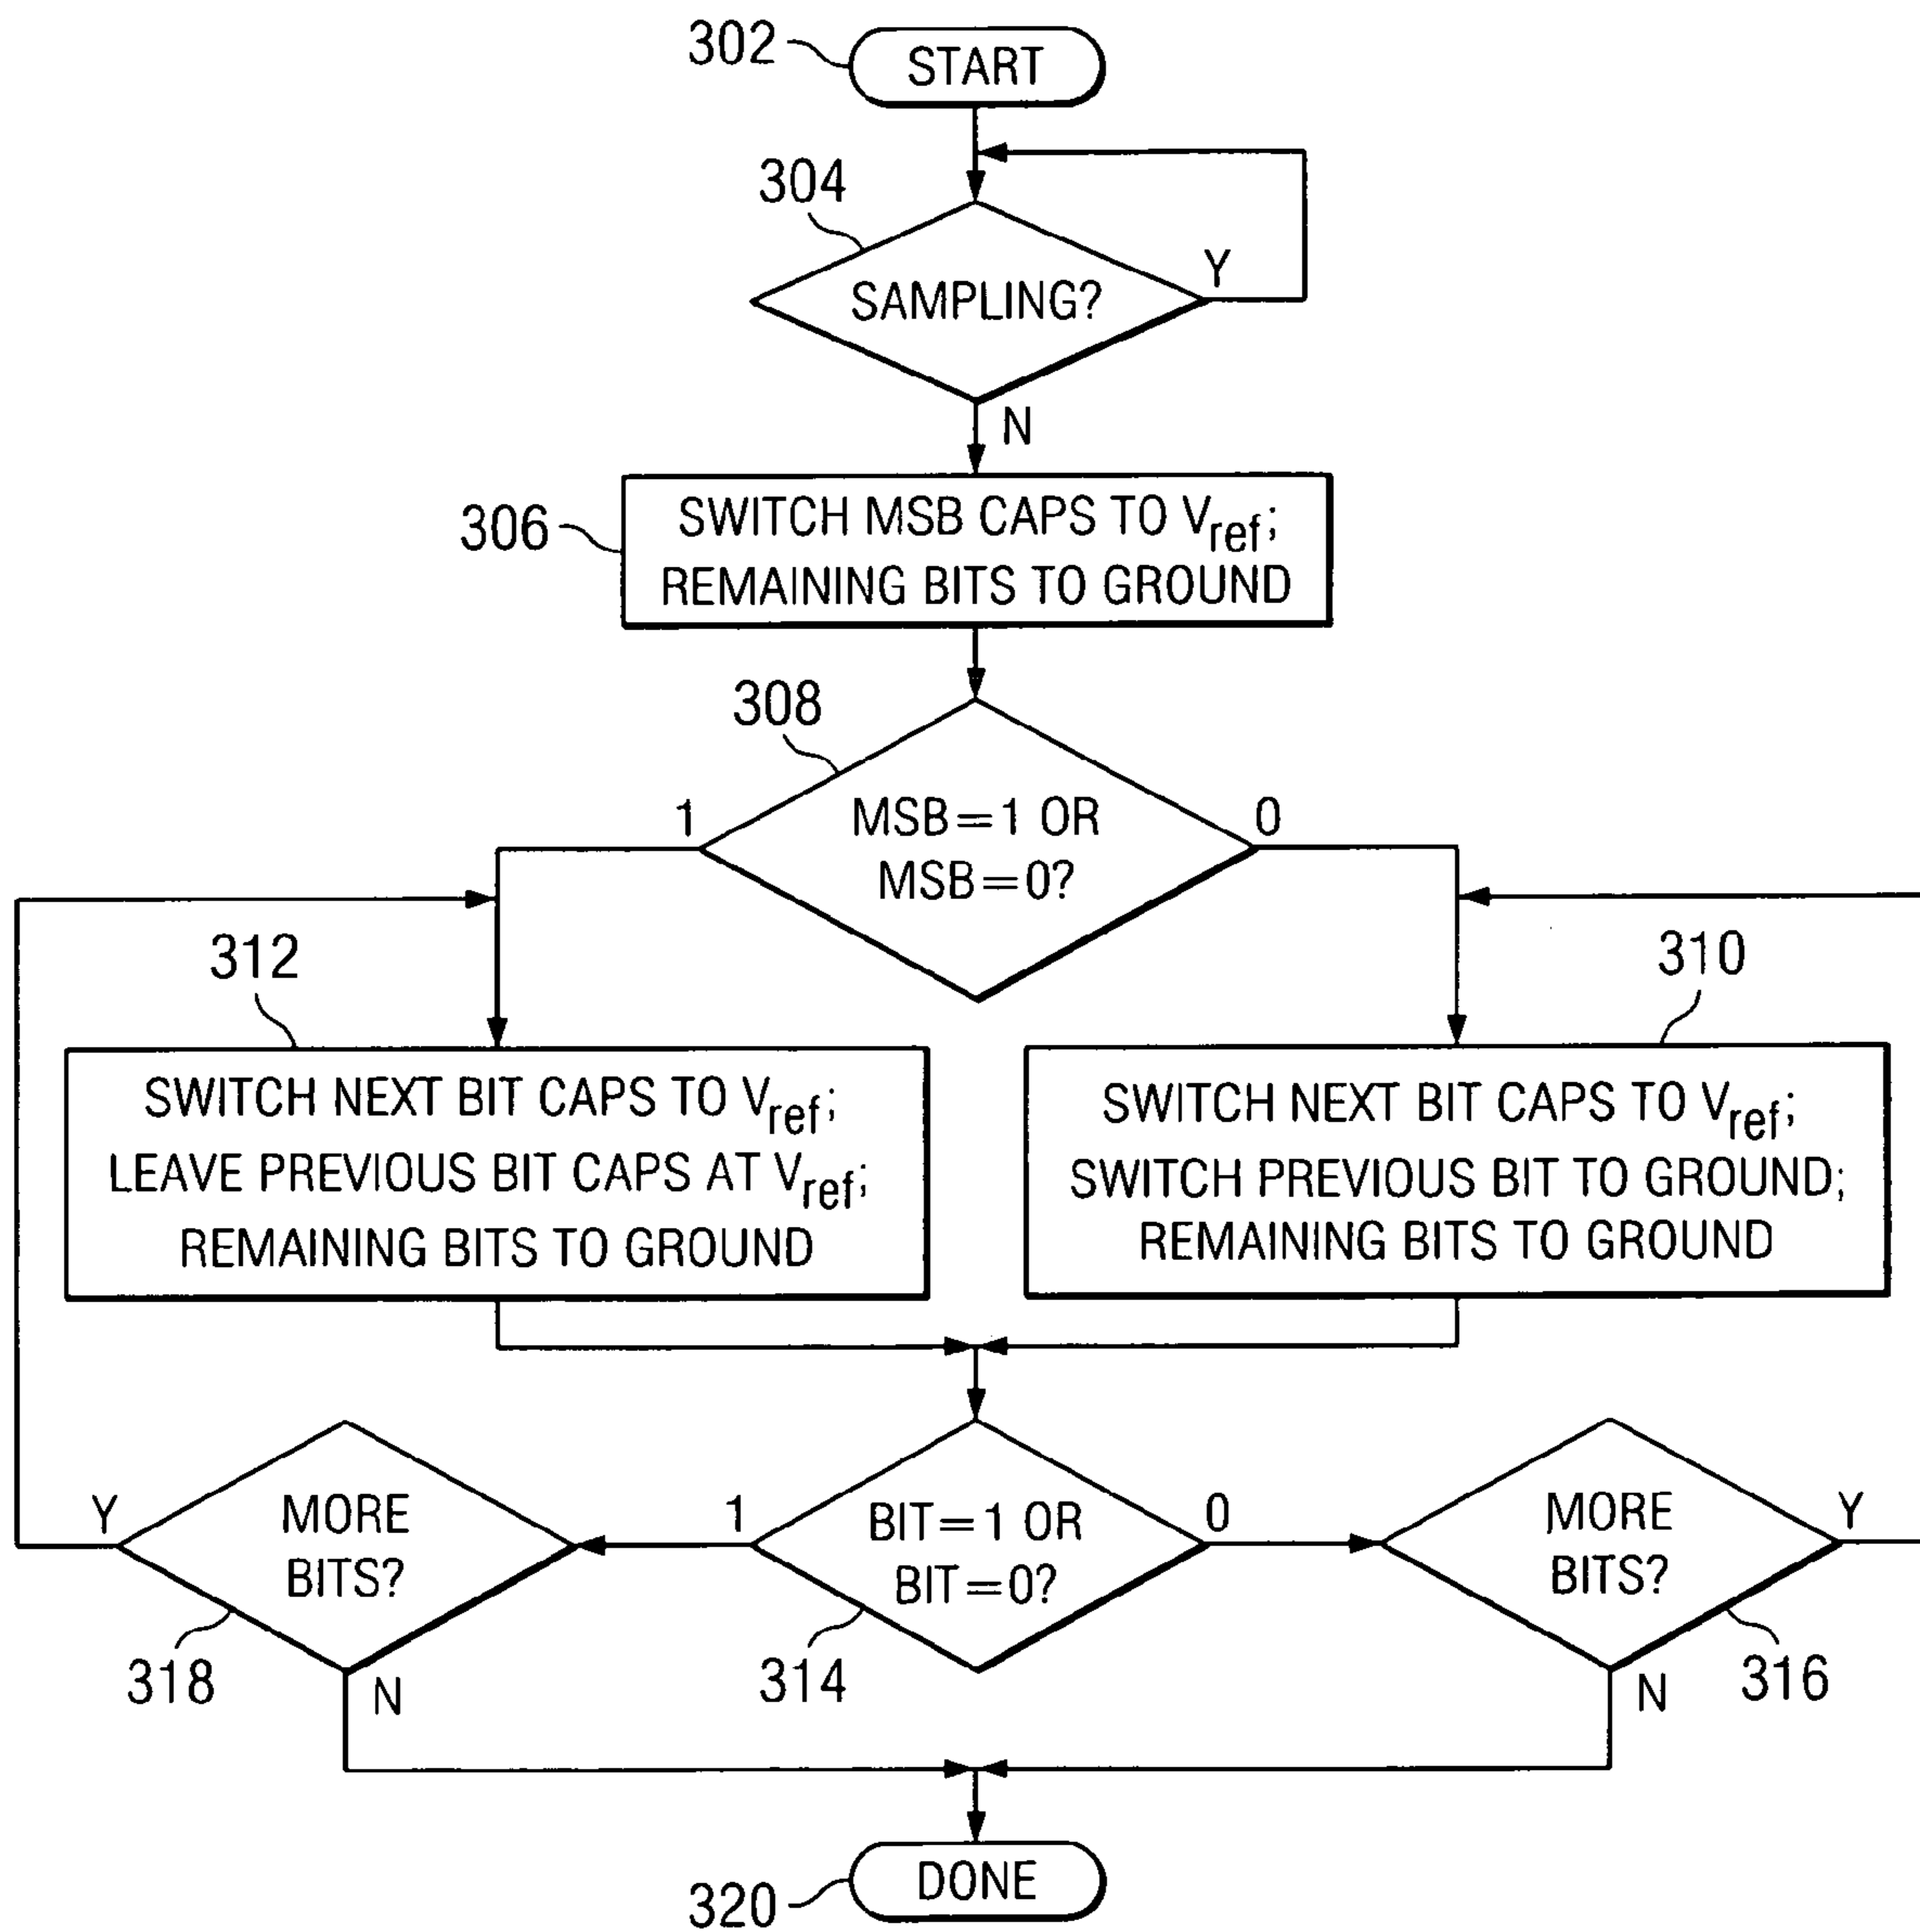 302
START
304
SAMPLING?
Y
N
306
SWITCH MSB CAPS TO Vref;
REMAINING BITS TO GROUND
308
1
MSB=1 OR
MSB=0?
0
312
310
SWITCH NEXT BIT CAPS TO Vref;
LEAVE PREVIOUS BIT CAPS AT Vref;
REMAINING BITS TO GROUND
SWITCH NEXT BIT CAPS TO Vref;
SWITCH PREVIOUS BIT TO GROUND;
REMAINING BITS TO GROUND
Y
MORE
BITS?
1
BIT=1 OR
BIT=0?
0
MORE
BITS?
Y
318
N
314
N
316
320
DONE